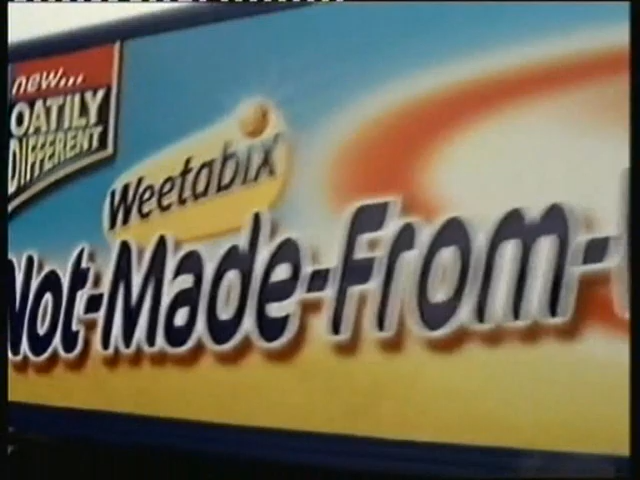 new...
OATILY
DIFFERENT
Weetabix
Not-Made-From-